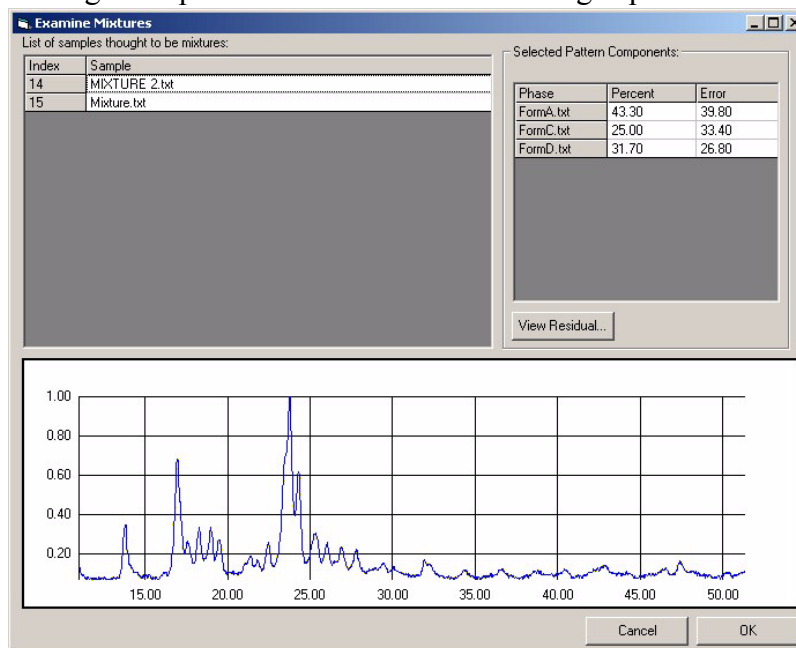 Examine Mixtures
List of samples thought to be mixtures:
Index Sample
14 MIXTURE 2.txt
15 Mixture.txt
Selected Pattern Components:
Phase Percent Error
FormA.txt 43.30 39.80
FormC.txt 25.00 33.40
FormD.txt 31.70 26.80
View Residual...
1.00
0.80
0.60
0.40
0.20
15.00 20.00 25.00 30.00 35.00 40.00 45.00 50.00
Cancel OK